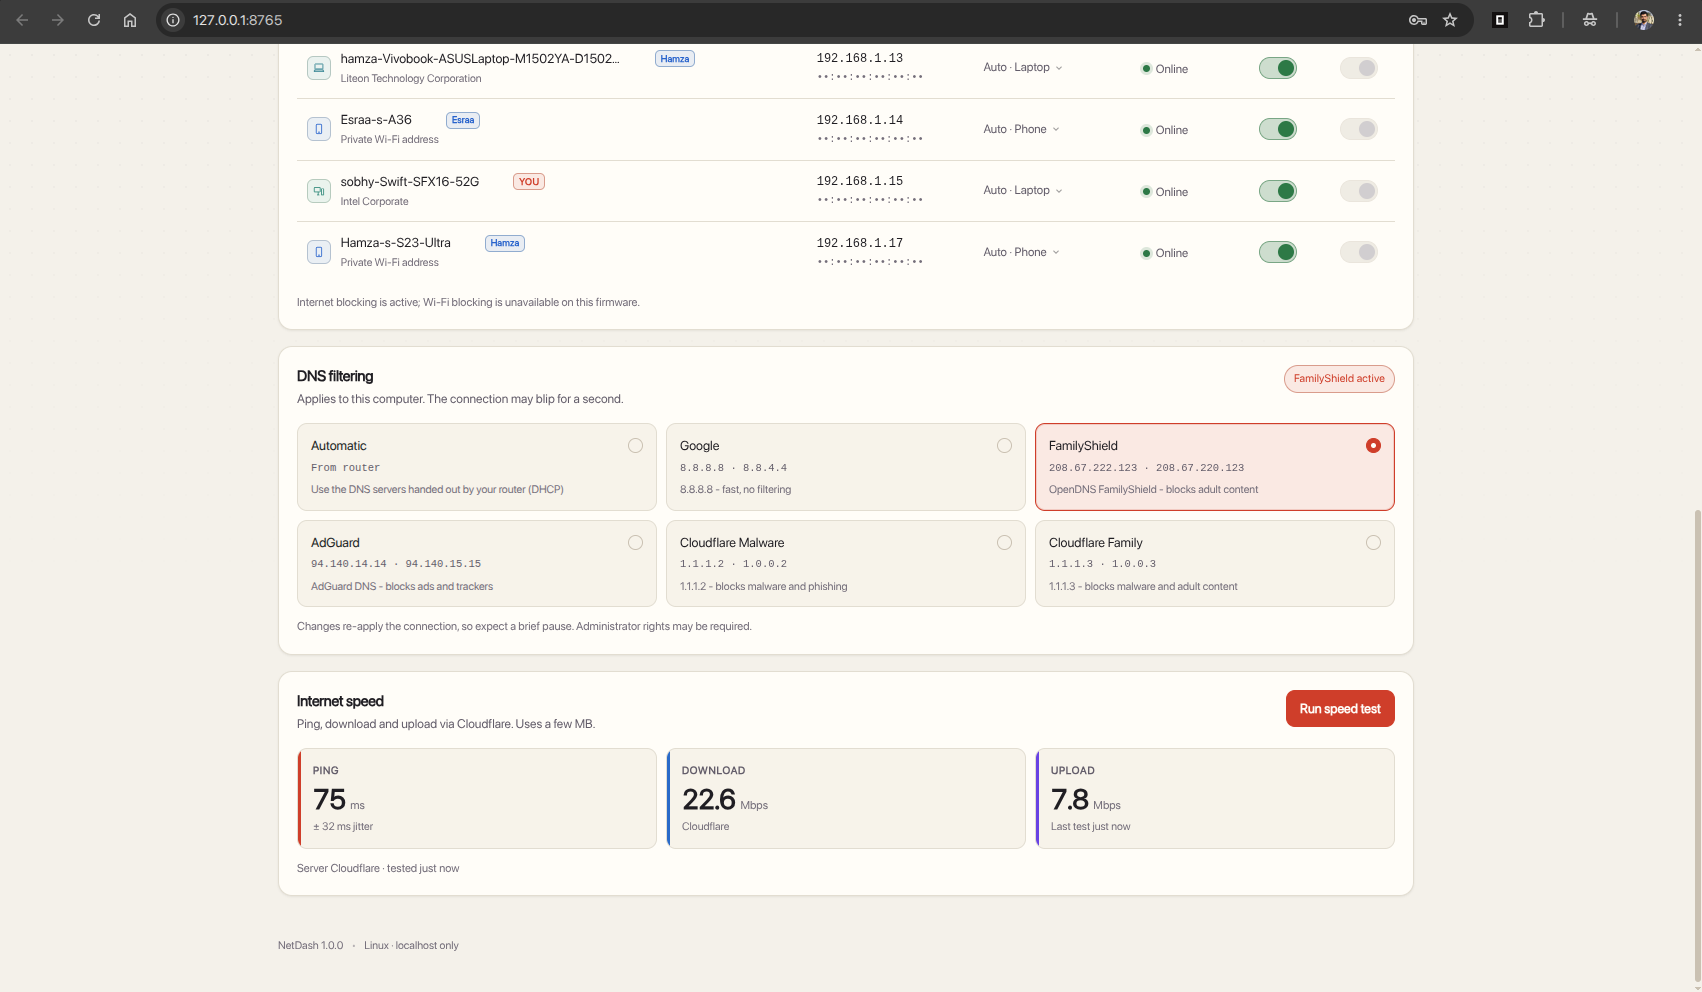 127.0.0.1:8765
hamza-Vivobook-ASUSLaptop-M1502YA-D1502… Hamza 192.168.1.13 Auto · Laptop Online
Liteon Technology Corporation ••:••:••:••:••:••
Esraa-s-A36 Esraa 192.168.1.14 Auto · Phone Online
Private Wi-Fi address ••:••:••:••:••:••
sobhy-Swift-SFX16-52G YOU 192.168.1.15 Auto · Laptop Online
Intel Corporate ••:••:••:••:••:••
Hamza-s-S23-Ultra Hamza 192.168.1.17 Auto · Phone Online
Private Wi-Fi address ••:••:••:••:••:••
Internet blocking is active; Wi-Fi blocking is unavailable on this firmware.
DNS filtering FamilyShield active
Applies to this computer. The connection may blip for a second.
Automatic
From router
Use the DNS servers handed out by your router (DHCP)
Google
8.8.8.8 · 8.8.4.4
8.8.8.8 - fast, no filtering
FamilyShield
208.67.222.123 · 208.67.220.123
OpenDNS FamilyShield - blocks adult content
AdGuard
94.140.14.14 · 94.140.15.15
AdGuard DNS - blocks ads and trackers
Cloudflare Malware
1.1.1.2 · 1.0.0.2
1.1.1.2 - blocks malware and phishing
Cloudflare Family
1.1.1.3 · 1.0.0.3
1.1.1.3 - blocks malware and adult content
Changes re-apply the connection, so expect a brief pause. Administrator rights may be required.
Internet speed Run speed test
Ping, download and upload via Cloudflare. Uses a few MB.
PING
75 ms
± 32 ms jitter
DOWNLOAD
22.6 Mbps
Cloudflare
UPLOAD
7.8 Mbps
Last test just now
Server Cloudflare · tested just now
NetDash 1.0.0 · Linux · localhost only